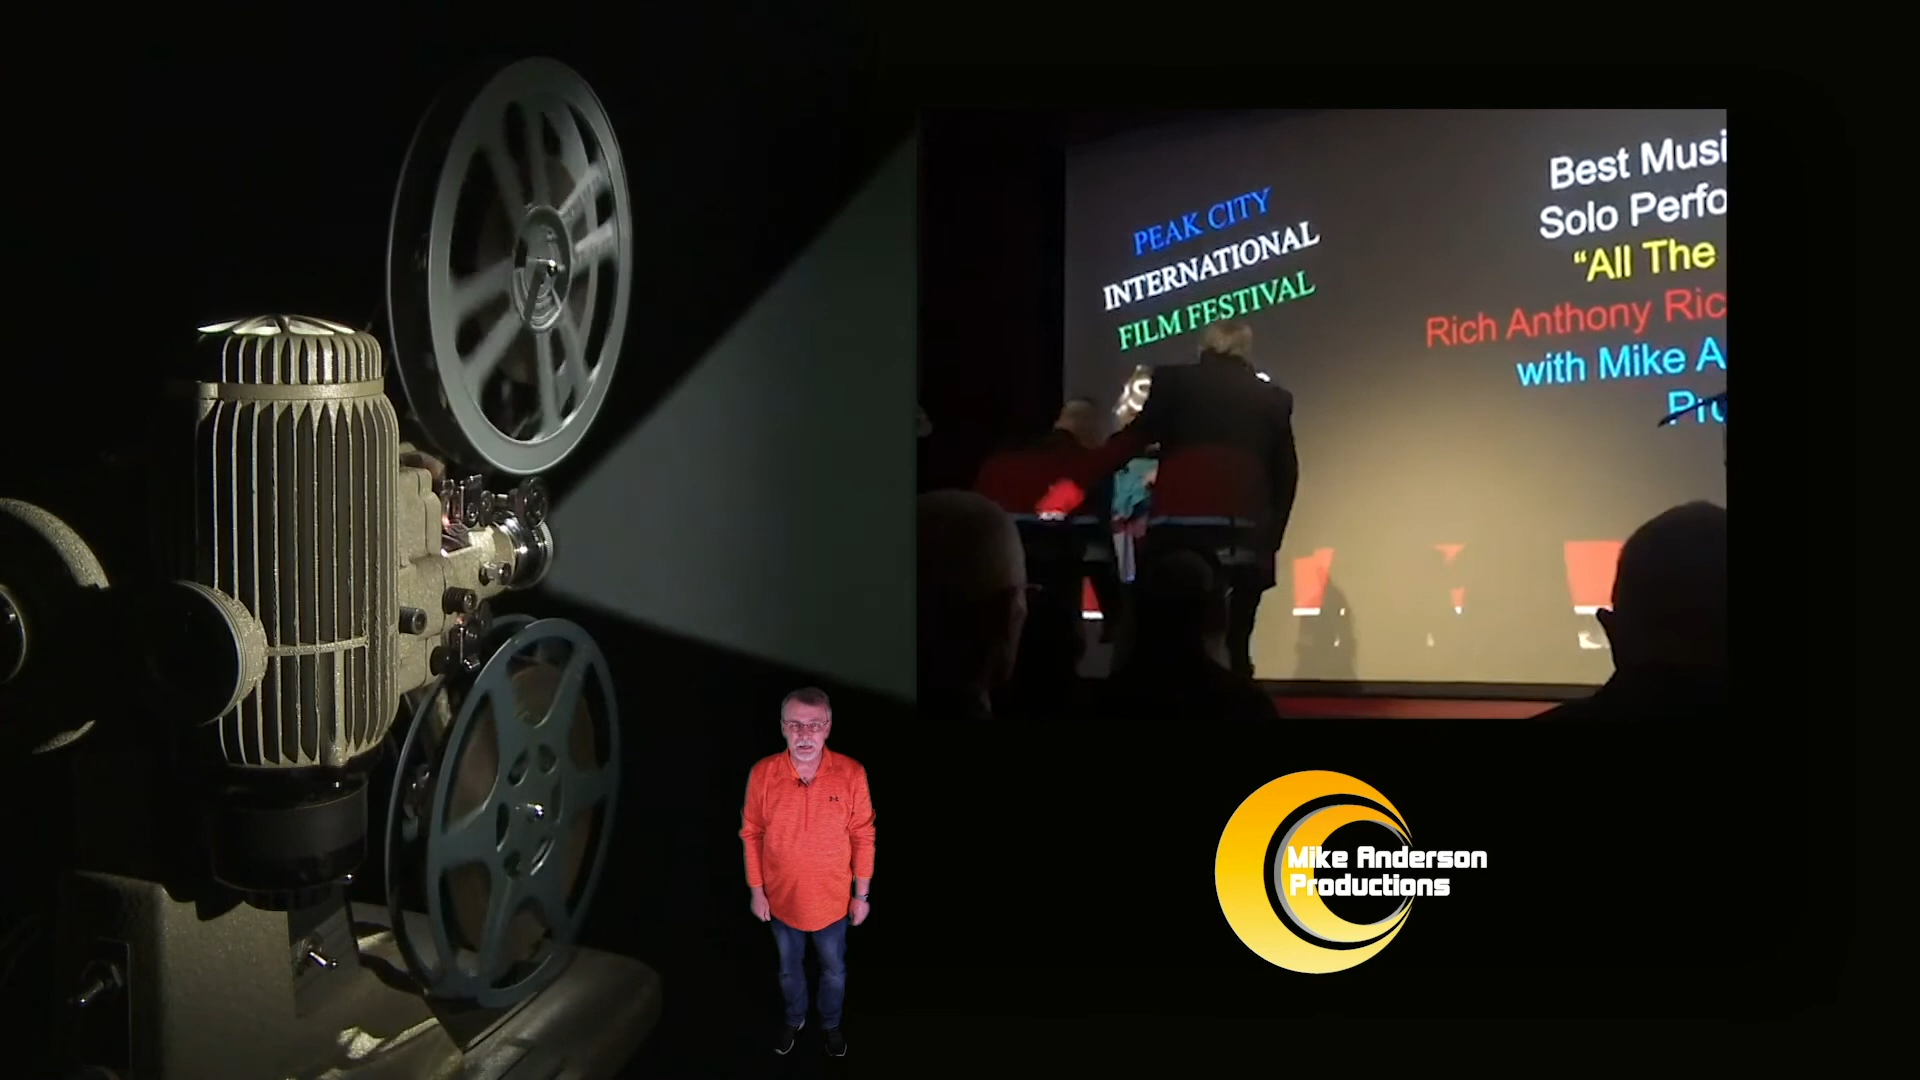 PEAK CITY
INTERNATIONAL
FILM FESTIVAL
Best Musi
Solo Perfo
“All The
Rich Anthony Ric
with Mike A
Pro
Mike Anderson
Productions